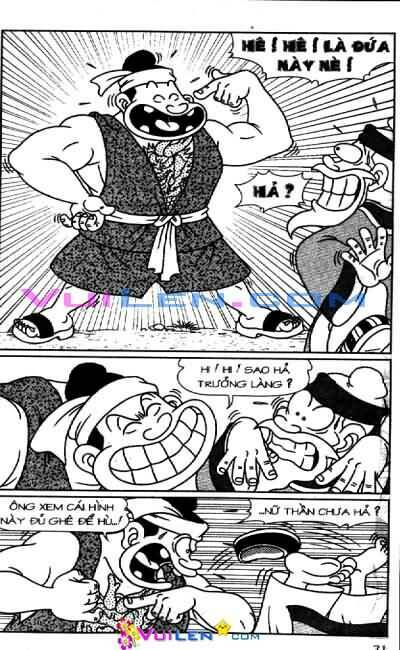 HÊ! HÊ! LÀ ĐỨA
NÀY NÈ!
HẢ?
VUILEN.COM
HI! HI! SAO HẢ
TRƯỞNG LÀNG?
ÔNG XEM CÁI HÌNH
NÀY ĐỦ GHÊ ĐỂ HÙ..!
..NỮ THẦN CHƯA HẢ?
VUILEN
.COM